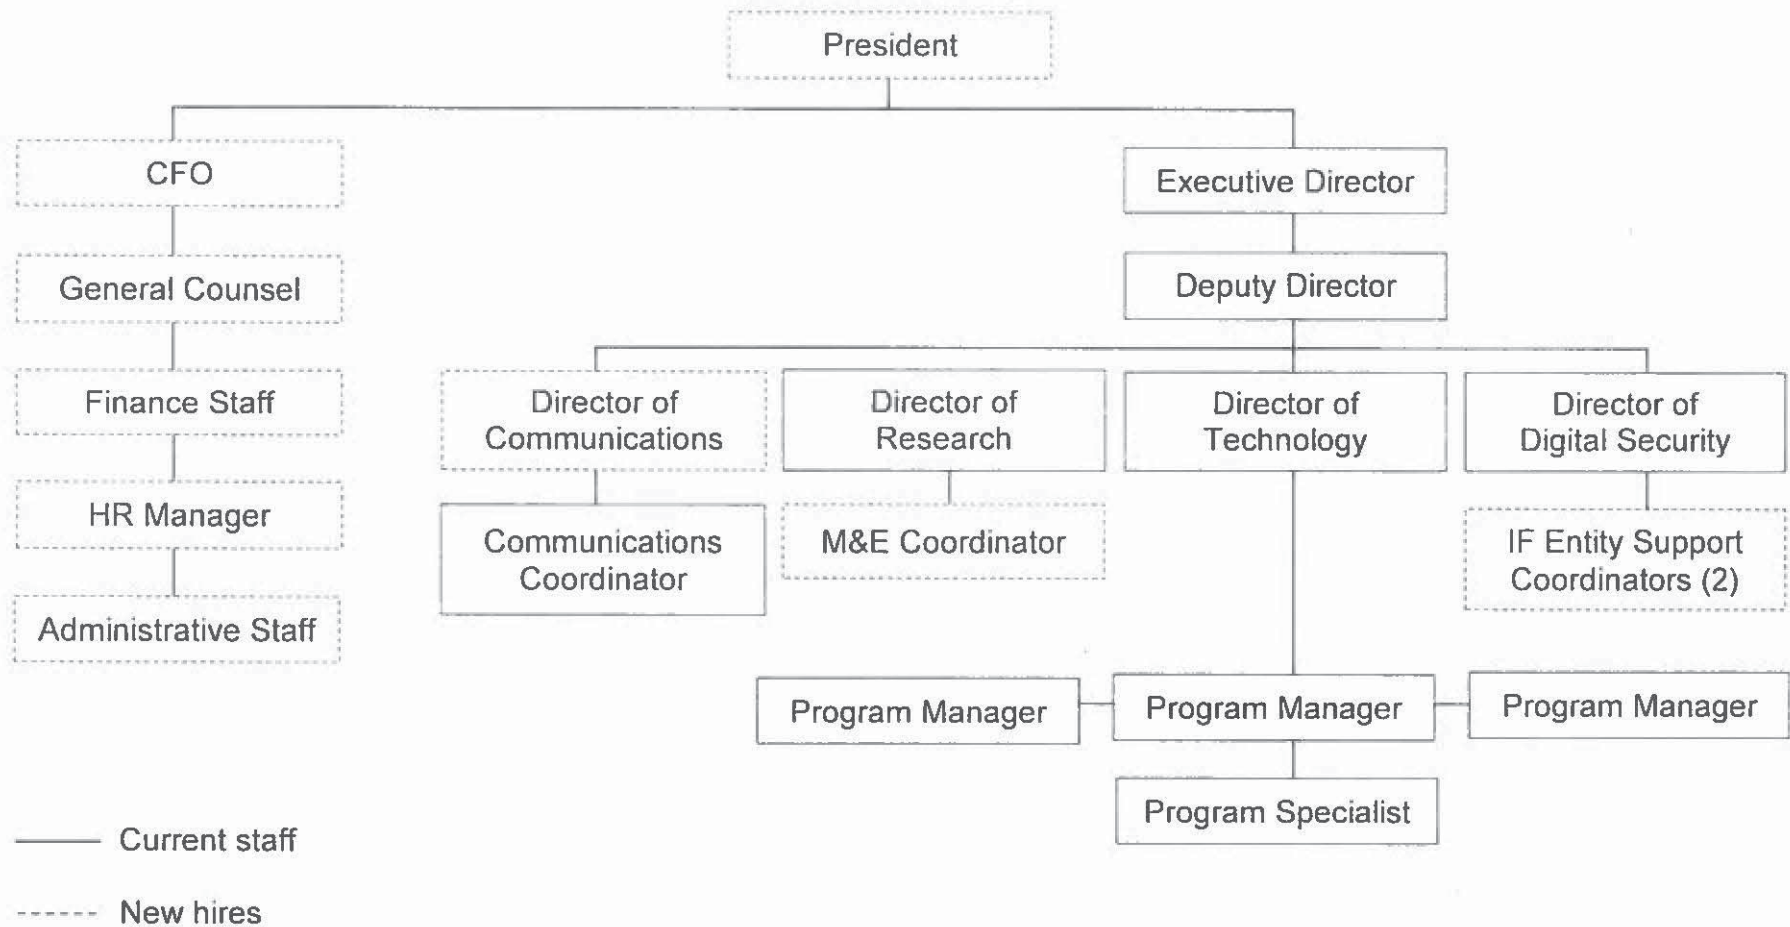 President
CFO
Executive Director
General Counsel
Deputy Director
Finance Staff
Director of
Communications
Director of
Research
Director of
Technology
Director of
Digital Security
HR Manager
Communications
Coordinator
M&E Coordinator
IF Entity Support
Coordinators (2)
Administrative Staff
Program Manager
Program Manager
Program Manager
Program Specialist
Current staff
New hires